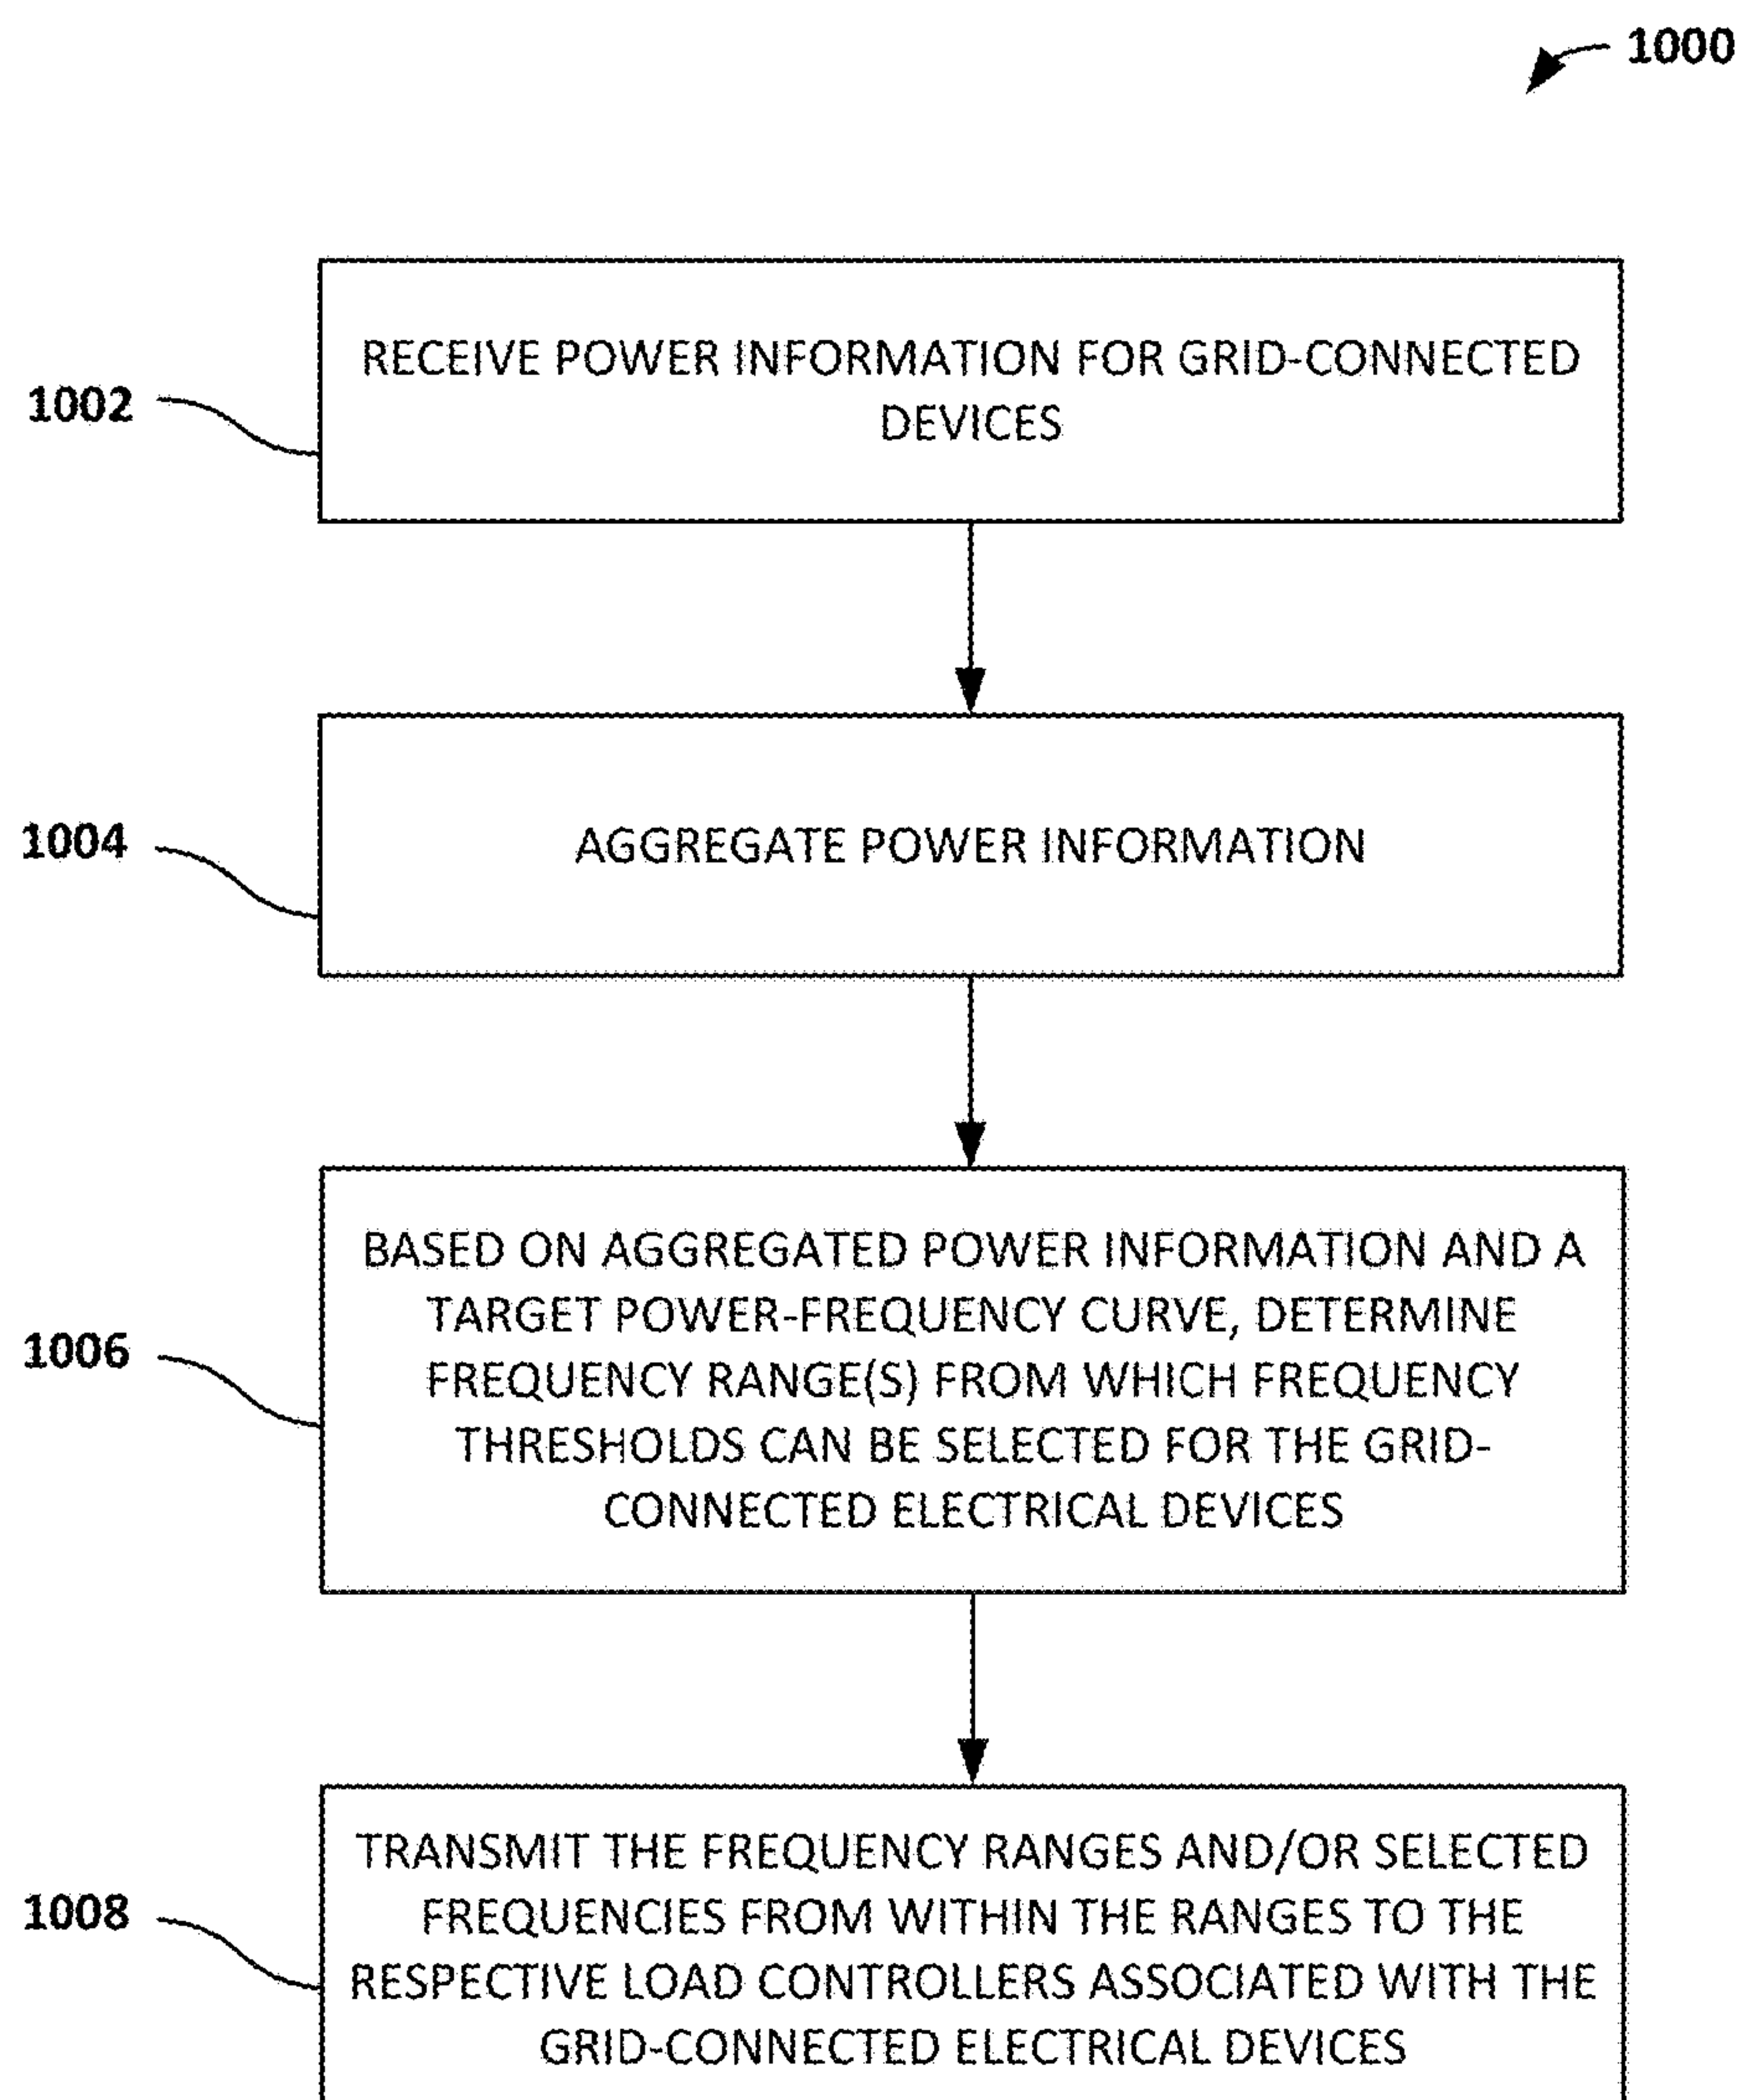 1000
RECEIVE POWER INFORMATION FOR GRID-CONNECTED
DEVICES
1002
AGGREGATE POWER INFORMATION
1004
BASED ON AGGREGATED POWER INFORMATION AND A
TARGET POWER-FREQUENCY CURVE, DETERMINE
FREQUENCY RANGE(S) FROM WHICH FREQUENCY
THRESHOLDS CAN BE SELECTED FOR THE GRID-
CONNECTED ELECTRICAL DEVICES
1006
TRANSMIT THE FREQUENCY RANGES AND/OR SELECTED
FREQUENCIES FROM WITHIN THE RANGES TO THE
RESPECTIVE LOAD CONTROLLERS ASSOCIATED WITH THE
GRID-CONNECTED ELECTRICAL DEVICES
1008